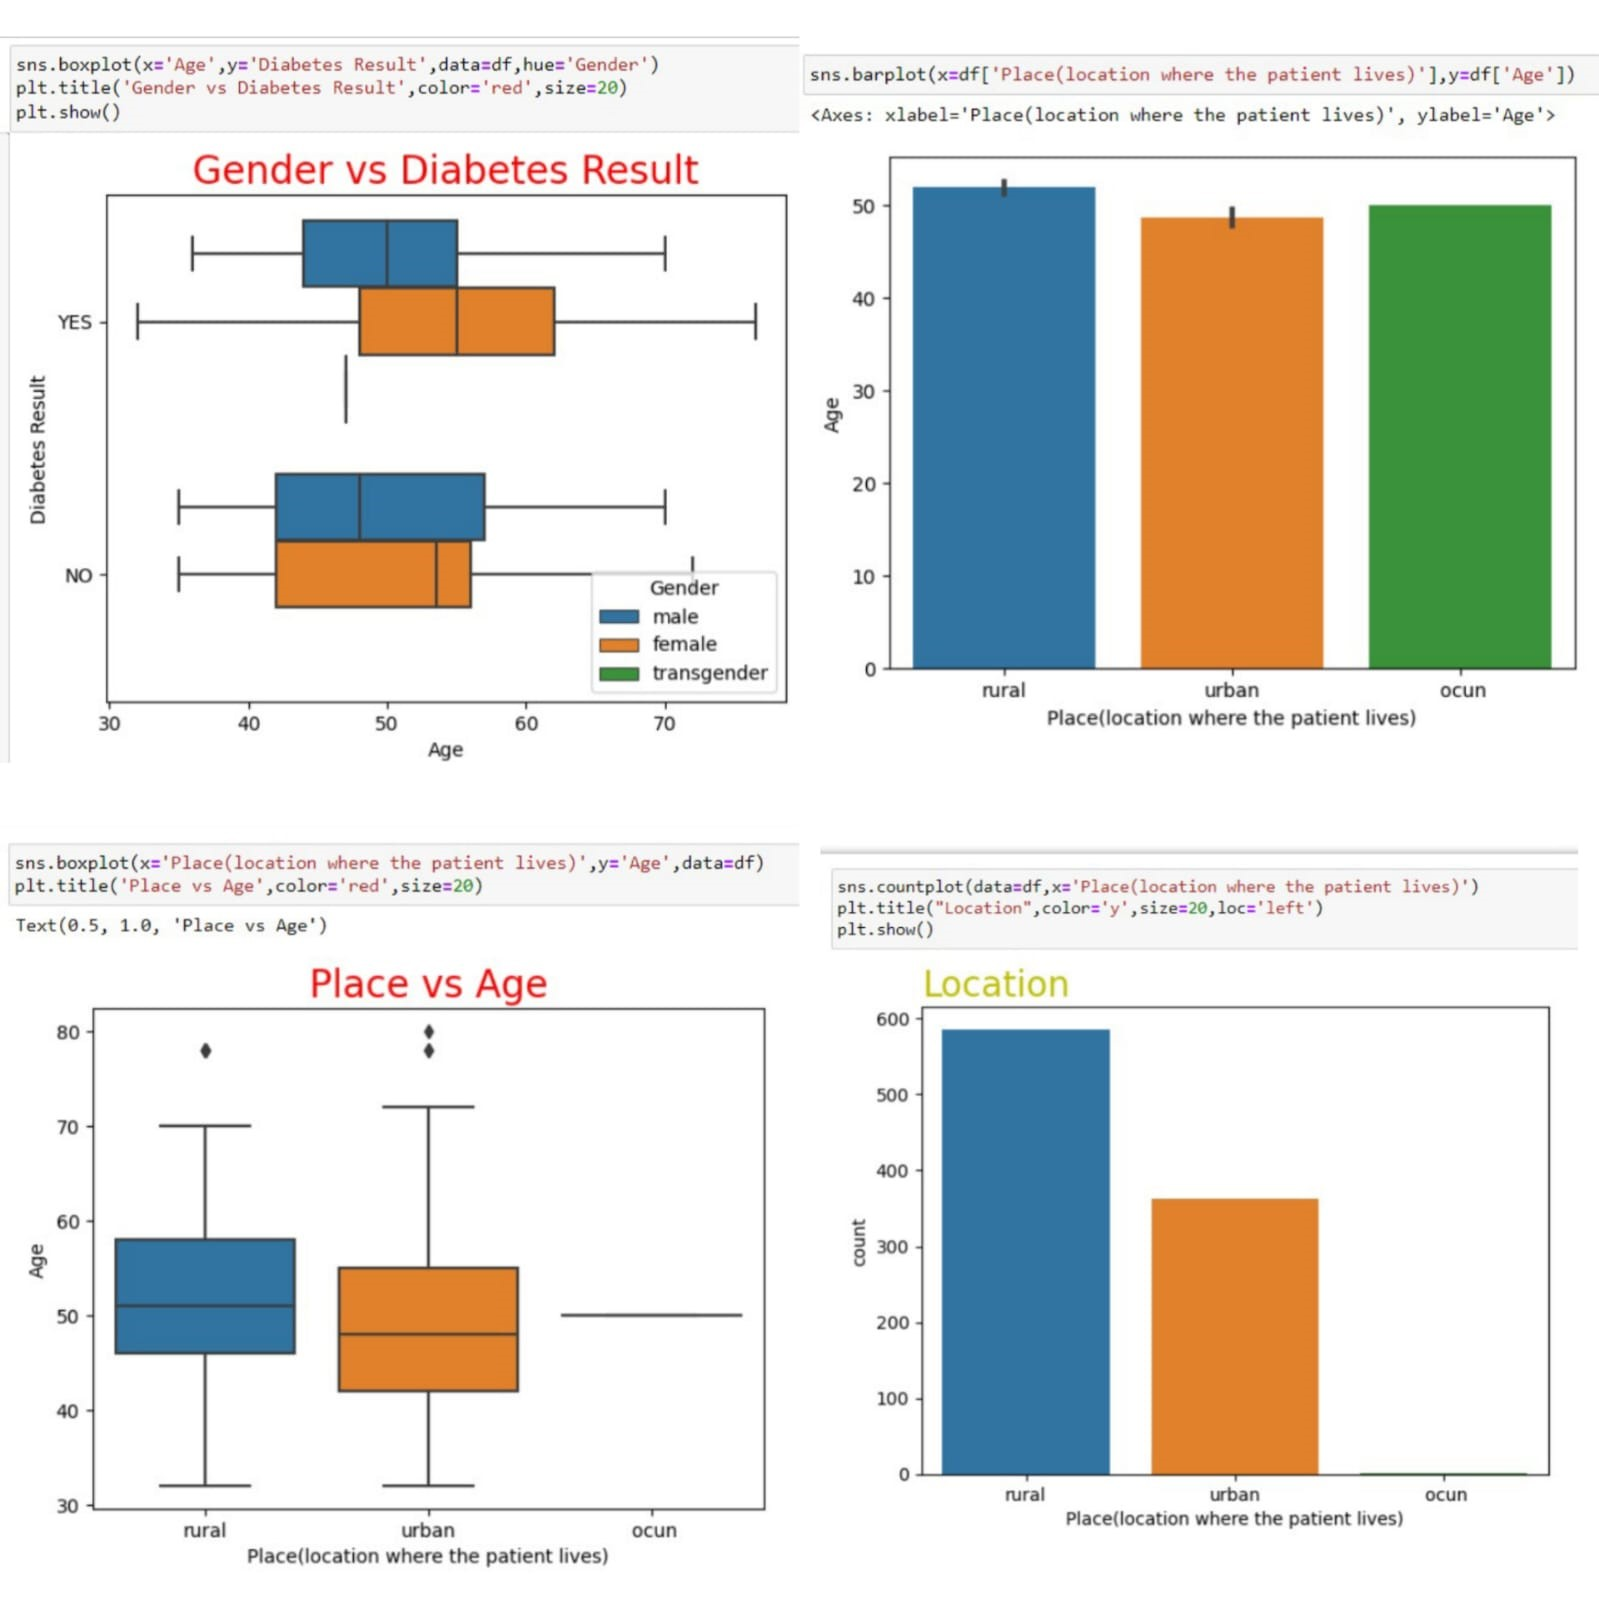 sns.boxplot(x='Age',y='Diabetes Result',data=df,hue='Gender')
plt.title('Gender vs Diabetes Result',color='red',size=20)
plt.show()
Gender vs Diabetes Result
Diabetes Result
YES
NO
Gender
male
female
transgender
30 40 50 60 70
Age
sns.barplot(x=df['Place(location where the patient lives)'],y=df['Age'])
<Axes: xlabel='Place(location where the patient lives)', ylabel='Age'>
Age
50
40
30
20
10
0
rural urban ocun
Place(location where the patient lives)
sns.boxplot(x='Place(location where the patient lives)',y='Age',data=df)
plt.title('Place vs Age',color='red',size=20)
Text(0.5, 1.0, 'Place vs Age')
Place vs Age
Age
80
70
60
50
40
30
rural urban ocun
Place(location where the patient lives)
sns.countplot(data=df,x='Place(location where the patient lives)')
plt.title("Location",color='y',size=20,loc='left')
plt.show()
Location
count
600
500
400
300
200
100
0
rural urban ocun
Place(location where the patient lives)